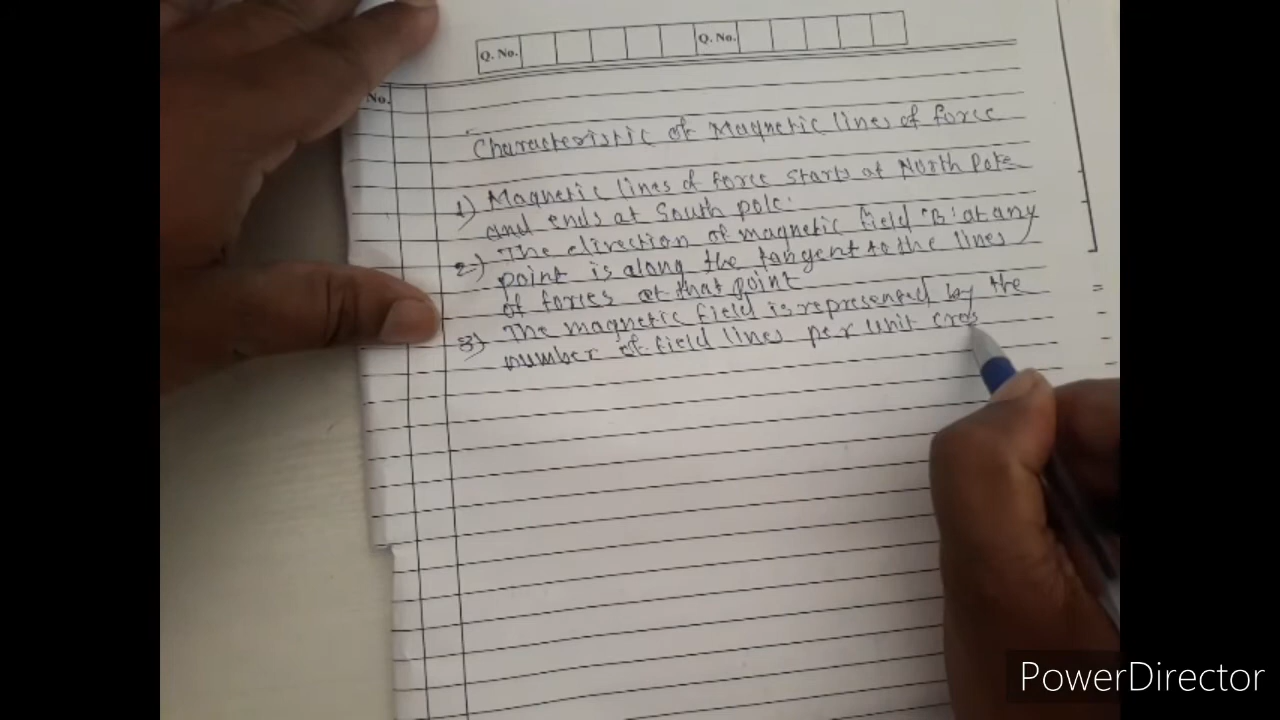 Q. No. Q. No.
No.
Characteristic of Magnetic lines of force
1) Magnetic lines of force starts at North Pole
and ends at South pole.
2) The direction of magnetic field 'B' at any
point is along the tangent to the lines
of forces at that point
3) The magnetic field is represented by the
number of field lines per unit cros
PowerDirector